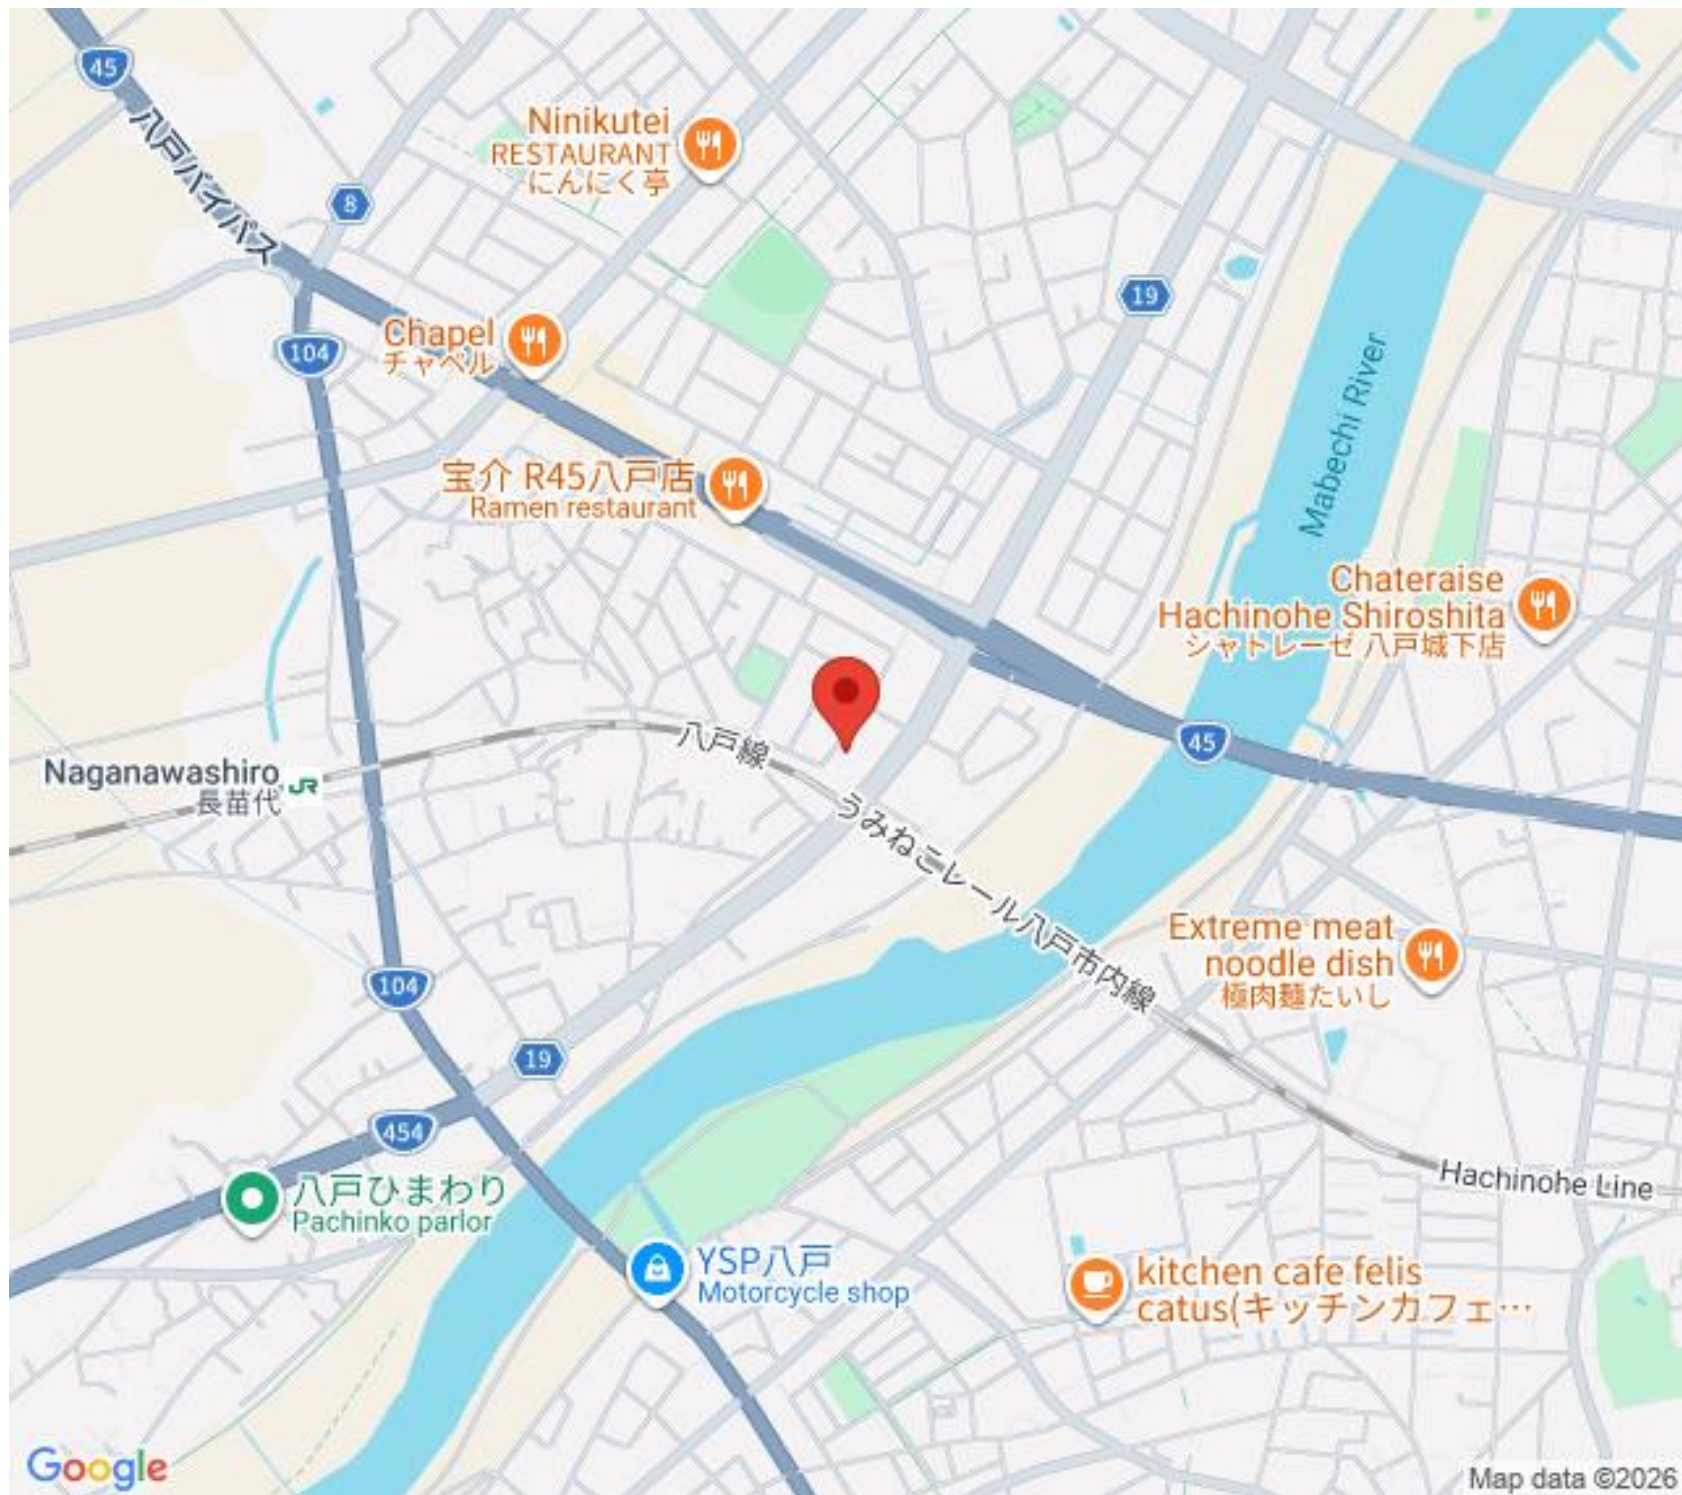 45
八戸バイパス
Ninikutei
RESTAURANT
にんにく亭
8
19
104
Chapel
チャペル
Mabechi River
宝介 R45八戸店
Ramen restaurant
Chateraise
Hachinohe Shiroshita
シャトレーゼ 八戸城下店
八戸線
45
Naganawashiro
JR
長苗代
うみねこレール八戸市内線
Extreme meat
noodle dish
極肉麺たいし
104
19
454
八戸ひまわり
Pachinko parlor
Hachinohe Line
YSP八戸
Motorcycle shop
kitchen cafe felis
catus(キッチンカフェ…
Google
Map data ©2026